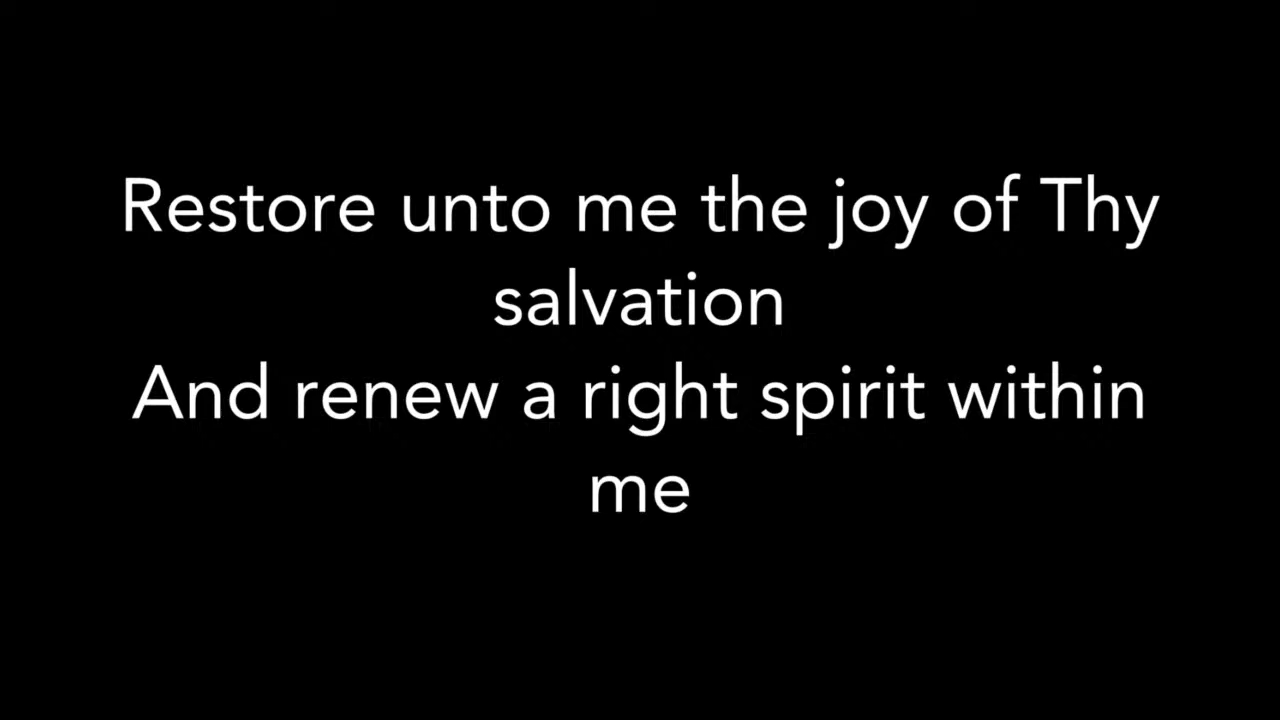 Restore unto me the joy of Thy
salvation
And renew a right spirit within
me